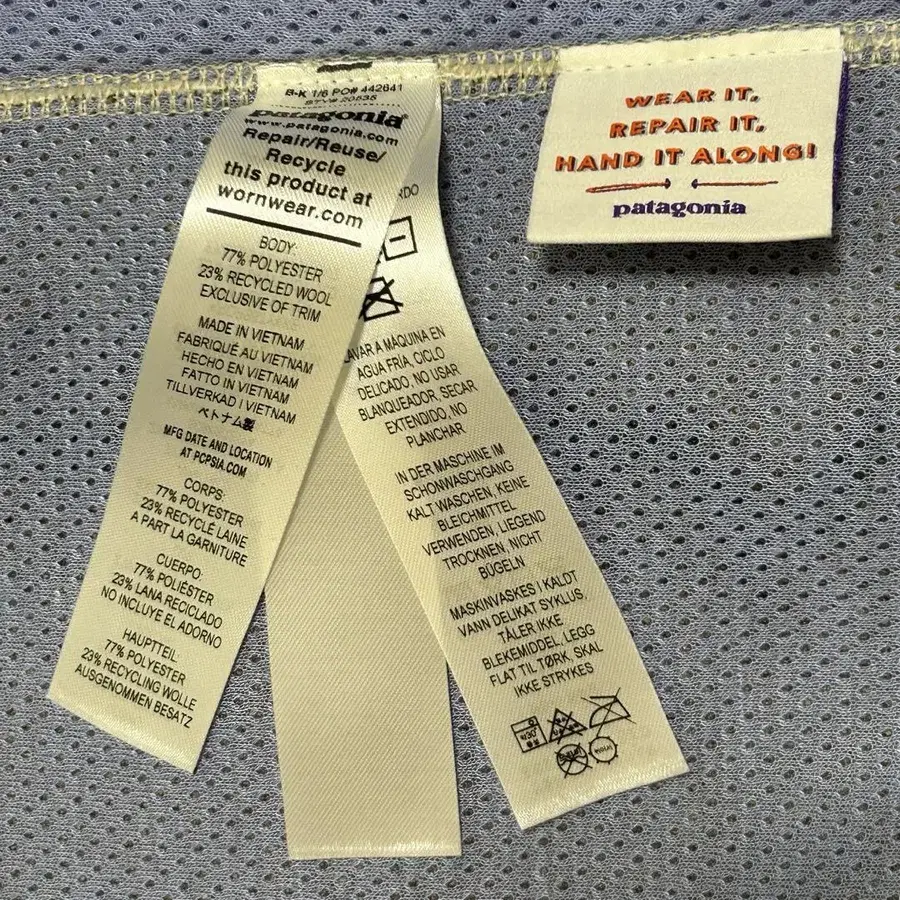 B-K 1/6 PO# 442641
STY# 20535
patagonia
www.patagonia.com
Repair/Reuse/
Recycle
this product at
wornwear.com
BODY:
77% POLYESTER
23% RECYCLED WOOL
EXCLUSIVE OF TRIM
MADE IN VIETNAM
FABRIQUÉ AU VIETNAM
HECHO EN VIETNAM
FATTO IN VIETNAM
TILLVERKAD I VIETNAM
ベトナム製
MFG DATE AND LOCATION
AT PCPSIA.COM
CORPS:
77% POLYESTER
23% RECYCLÉ LAINE
A PART LA GARNITURE
CUERPO:
77% POLIÉSTER
23% LANA RECICLADO
NO INCLUYE EL ADORNO
HAUPTTEIL:
77% POLYESTER
23% RECYCLING WOLLE
AUSGENOMMEN BESATZ
LAVAR A MÁQUINA EN
AGUA FRIA, CICLO
DELICADO, NO USAR
BLANQUEADOR, SECAR
EXTENDIDO, NO
PLANCHAR
IN DER MASCHINE IM
SCHONWASCHGANG
KALT WASCHEN, KEINE
BLEICHMITTEL
VERWENDEN, LIEGEND
TROCKNEN, NICHT
BÜGELN
MASKINVASKES I KALDT
VANN DELIKAT SYKLUS,
TÅLER IKKE
BLEKEMIDDEL, LEGG
FLAT TIL TØRK, SKAL
IKKE STRYKES
WEAR IT,
REPAIR IT,
HAND IT ALONG!
patagonia